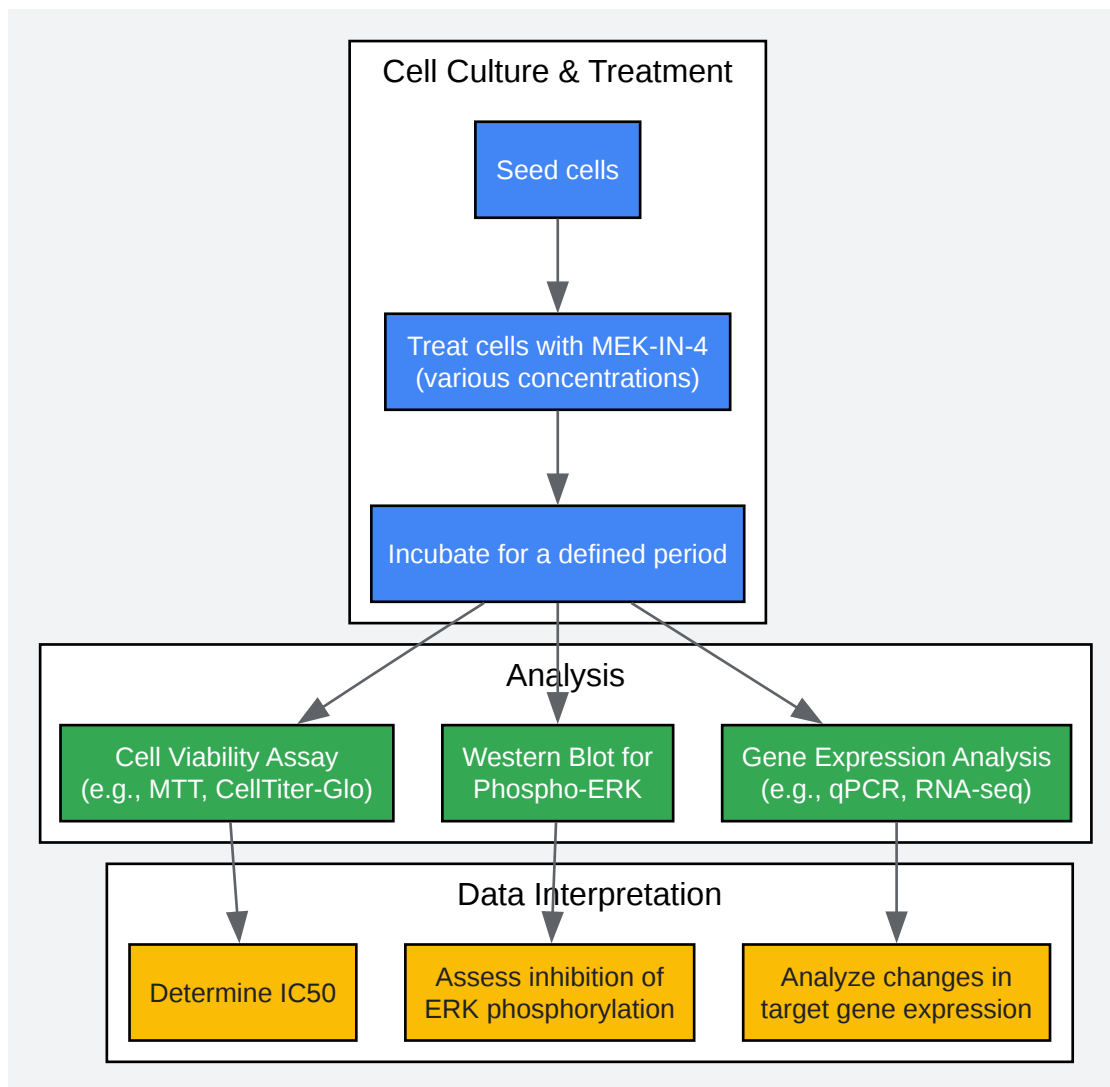 Cell Culture & Treatment
Seed cells
Treat cells with MEK-IN-4
(various concentrations)
Incubate for a defined period
Analysis
Cell Viability Assay
(e.g., MTT, CellTiter-Glo)
Western Blot for
Phospho-ERK
Gene Expression Analysis
(e.g., qPCR, RNA-seq)
Data Interpretation
Determine IC50
Assess inhibition of
ERK phosphorylation
Analyze changes in
target gene expression